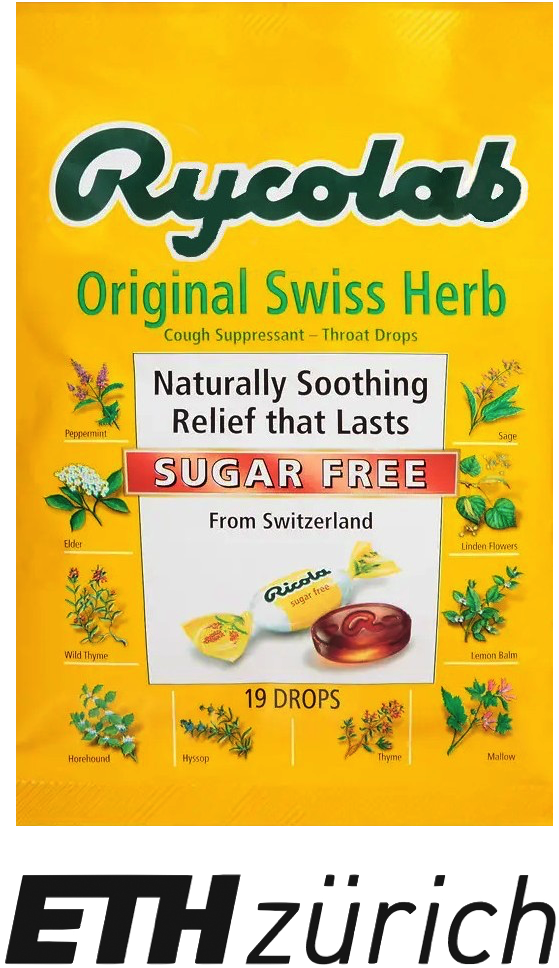 Rycolab
Original Swiss Herb
Cough Suppressant – Throat Drops
Naturally Soothing
Relief that Lasts
Peppermint
Sage
SUGAR FREE
From Switzerland
Elder
Linden Flowers
Ricola
sugar free
Wild Thyme
Lemon Balm
19 DROPS
Horehound
Hyssop
Thyme
Mallow
ETH zürich